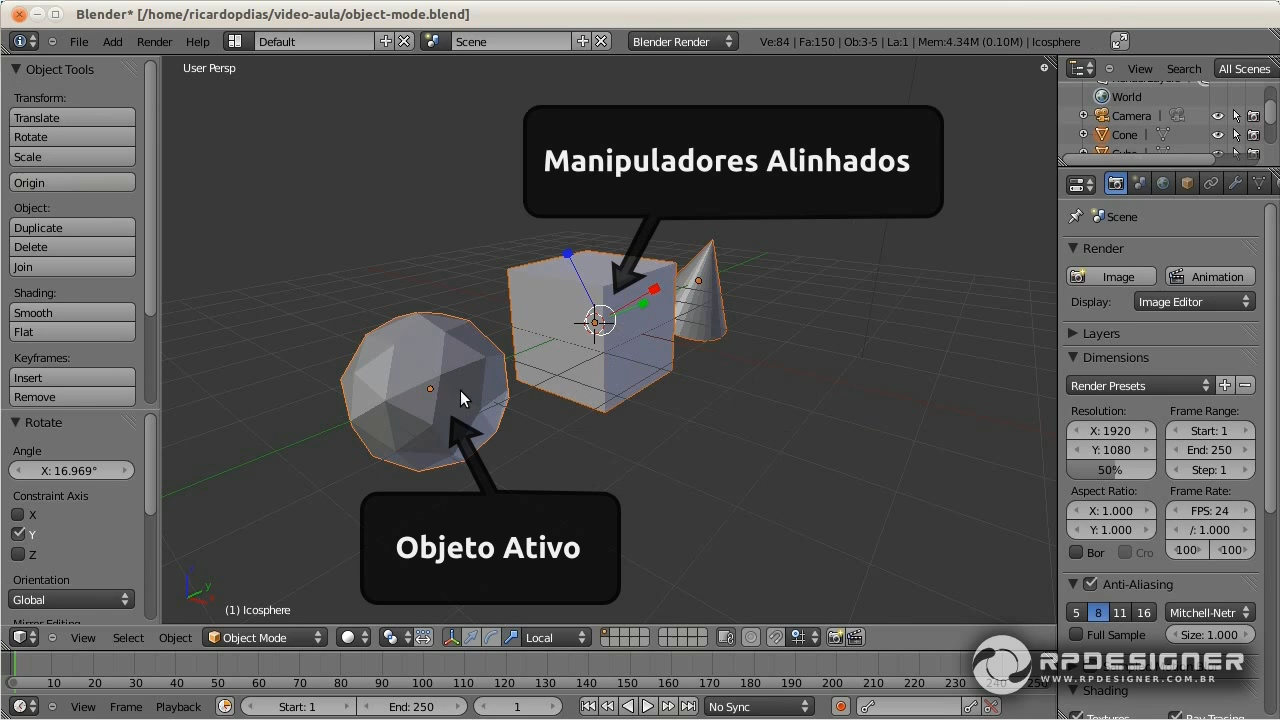 Blender* [/home/ricardopdias/video-aula/object-mode.blend]
File Add Render Help Default Scene Blender Render Ve:84 | Fa:150 | Ob:3-5 | La:1 | Mem:4.34M (0.10M) | Icosphere
Object Tools
Transform:
Translate
Rotate
Scale
Origin
Object:
Duplicate
Delete
Join
Shading:
Smooth
Flat
Keyframes:
Insert
Remove
Rotate
Angle
X: 16.969°
Constraint Axis
X
Y
Z
Orientation
Global
User Persp
Manipuladores Alinhados
Objeto Ativo
z
y
x
(1) Icosphere
View Search All Scenes
World
Camera
Cone
Scene
Render
Image Animation
Display: Image Editor
Layers
Dimensions
Render Presets
Resolution: Frame Range:
X: 1920 Start: 1
Y: 1080 End: 250
50% Step: 1
Aspect Ratio: Frame Rate:
X: 1.000 FPS: 24
Y: 1.000 /: 1.000
Bor Cro 100 100
Anti-Aliasing
5 8 11 16 Mitchell-Netr
Full Sample Size: 1.000
Shading
Textures Ray Tracing
View Select Object Object Mode Local
10 20 30 40 50 60 70 80 90 100 110 120 130 140 150 160 170 180 190 200 210 220 230 240 250
View Frame Playback Start: 1 End: 250 1 No Sync
RPDESIGNER
WWW.RPDESIGNER.COM.BR